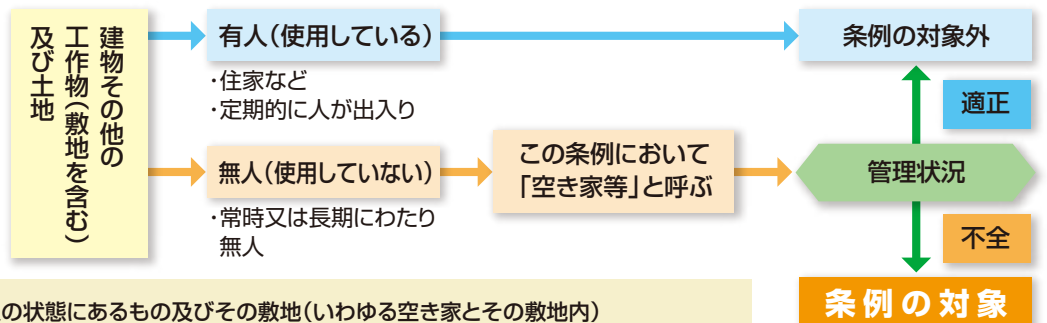 建物その他の
工作物（敷地を含む）
及び土地
有人（使用している）
・住家など
・定期的に人が出入り
条例の対象外
適正
無人（使用していない）
・常時又は長期にわたり
無人
この条例において
「空き家等」と呼ぶ
管理状況
不全
条例の対象
の状態にあるもの及びその敷地（いわゆる空き家とその敷地内）